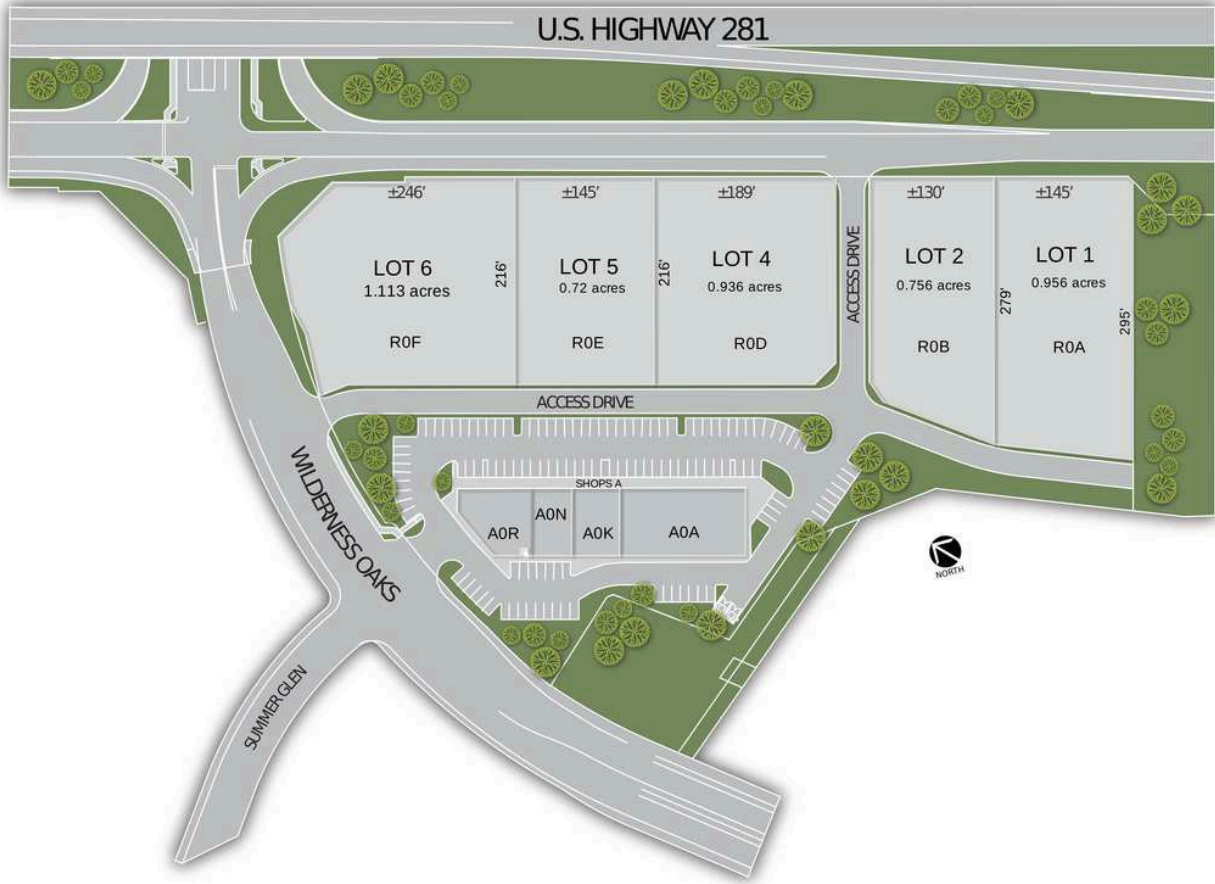 U.S. HIGHWAY 281
±246'
±145'
±189'
±130'
±145'
LOT 6
1.113 acres
216'
LOT 5
0.72 acres
216'
LOT 4
0.936 acres
ACCESS DRIVE
LOT 2
0.756 acres
279'
LOT 1
0.956 acres
295'
R0F
R0E
R0D
R0B
R0A
ACCESS DRIVE
SHOPS A
A0R
A0N
A0K
A0A
WILDERNESS OAKS
NORTH
SUMMER GLEN